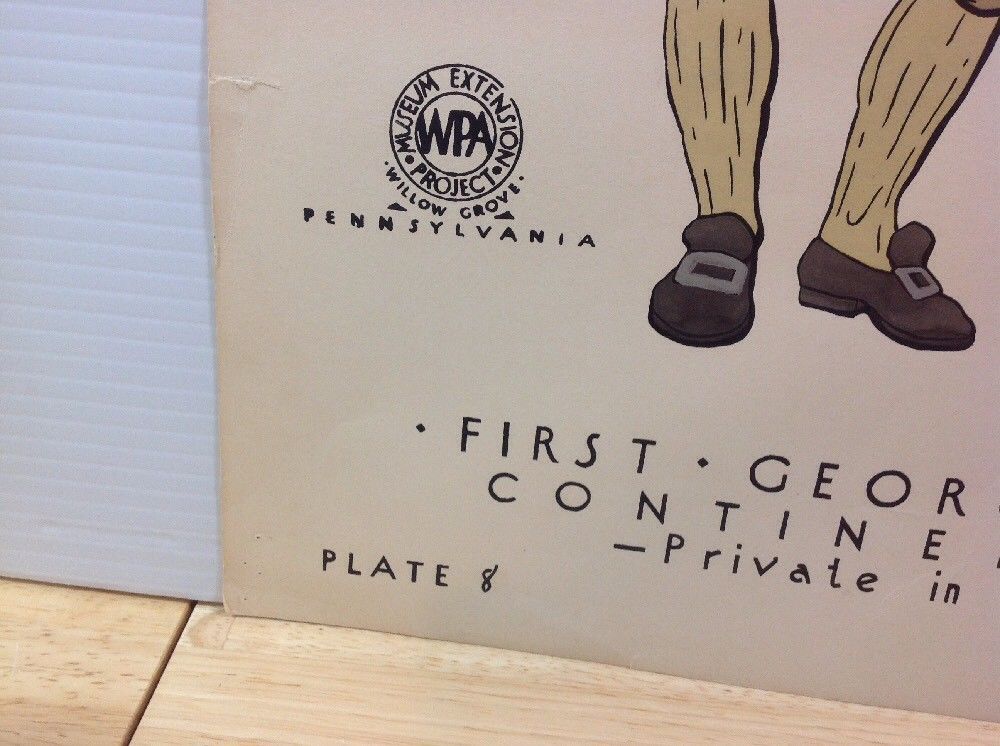 MUSEUM EXTENSION
WPA
• PROJECT •
• WILLOW GROVE •
PENNSYLVANIA
• FIRST • GEOR
CONTINE
—Private in
PLATE 8